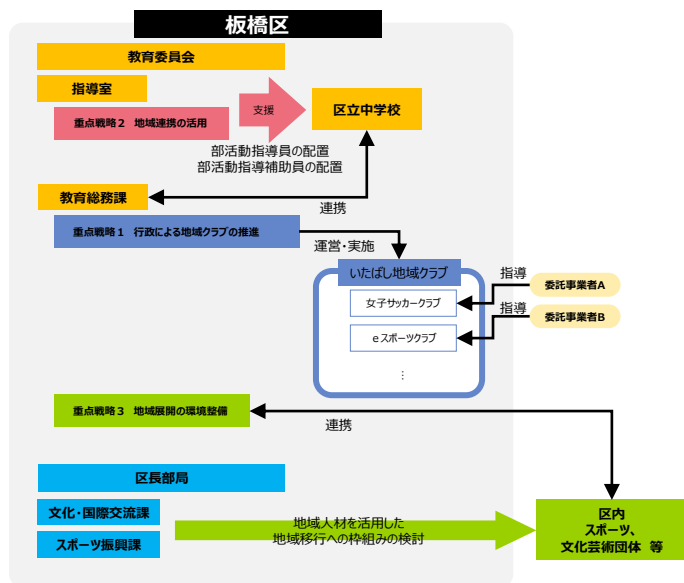 板橋区
教育委員会
指導室
重点戦略２　地域連携の活用
支援
区立中学校
部活動指導員の配置
部活動指導補助員の配置
教育総務課
連携
重点戦略１　行政による地域クラブの推進
運営・実施
いたばし地域クラブ
女子サッカークラブ
eスポーツクラブ
⋮
指導
委託事業者A
指導
委託事業者B
重点戦略３　地域展開の環境整備
連携
区長部局
文化・国際交流課
スポーツ振興課
地域人材を活用した
地域移行への枠組みの検討
区内
スポーツ、
文化芸術団体 等